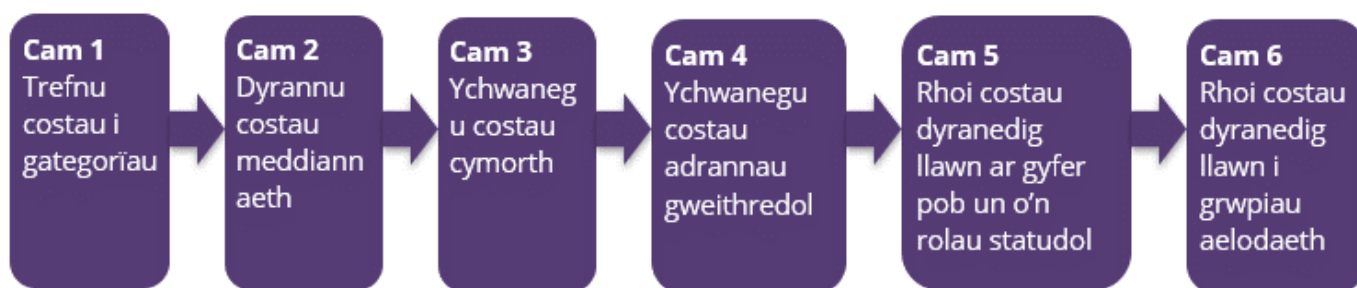 Cam 1
Trefnu
costau i
gategorïau
Cam 2
Dyrannu
costau
meddiann
aeth
Cam 3
Ychwaneg
u costau
cymorth
Cam 4
Ychwanegu
costau
adrannau
gweithredol
Cam 5
Rhoi costau
dyranedig
llawn ar gyfer
pob un o'n
rolau statudol
Cam 6
Rhoi costau
dyranedig
llawn i
grwpiau
aelodaeth